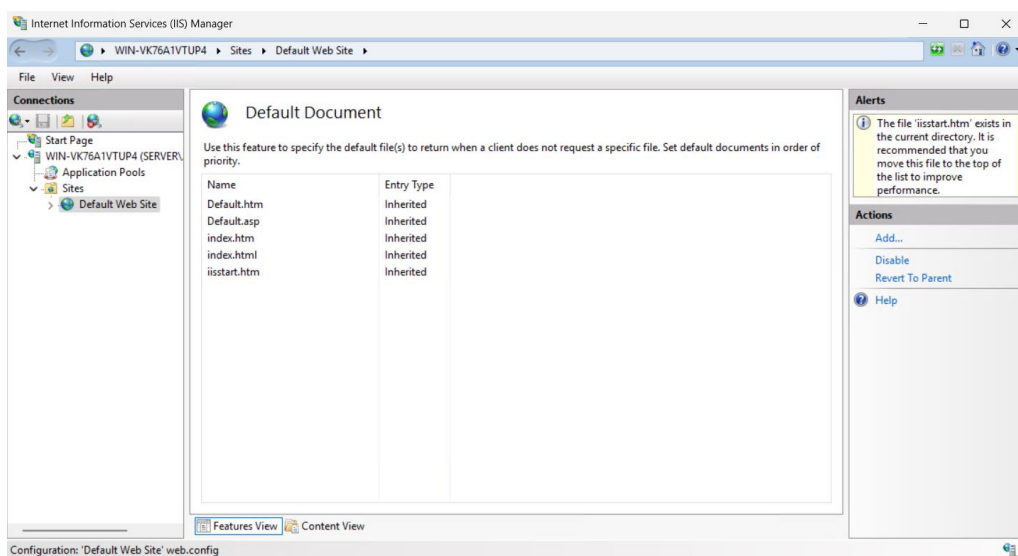 Internet Information Services (IIS) Manager
WIN-VK76A1VTUP4 Sites Default Web Site
File View Help
Connections
Start Page
WIN-VK76A1VTUP4 (SERVER\
Application Pools
Sites
Default Web Site
Default Document
Use this feature to specify the default file(s) to return when a client does not request a specific file. Set default documents in order of
priority.
Name Entry Type
Default.htm Inherited
Default.asp Inherited
index.htm Inherited
index.html Inherited
iisstart.htm Inherited
Features View Content View
Alerts
The file 'iisstart.htm' exists in
the current directory. It is
recommended that you
move this file to the top of
the list to improve
performance.
Actions
Add...
Disable
Revert To Parent
Help
Configuration: 'Default Web Site' web.config